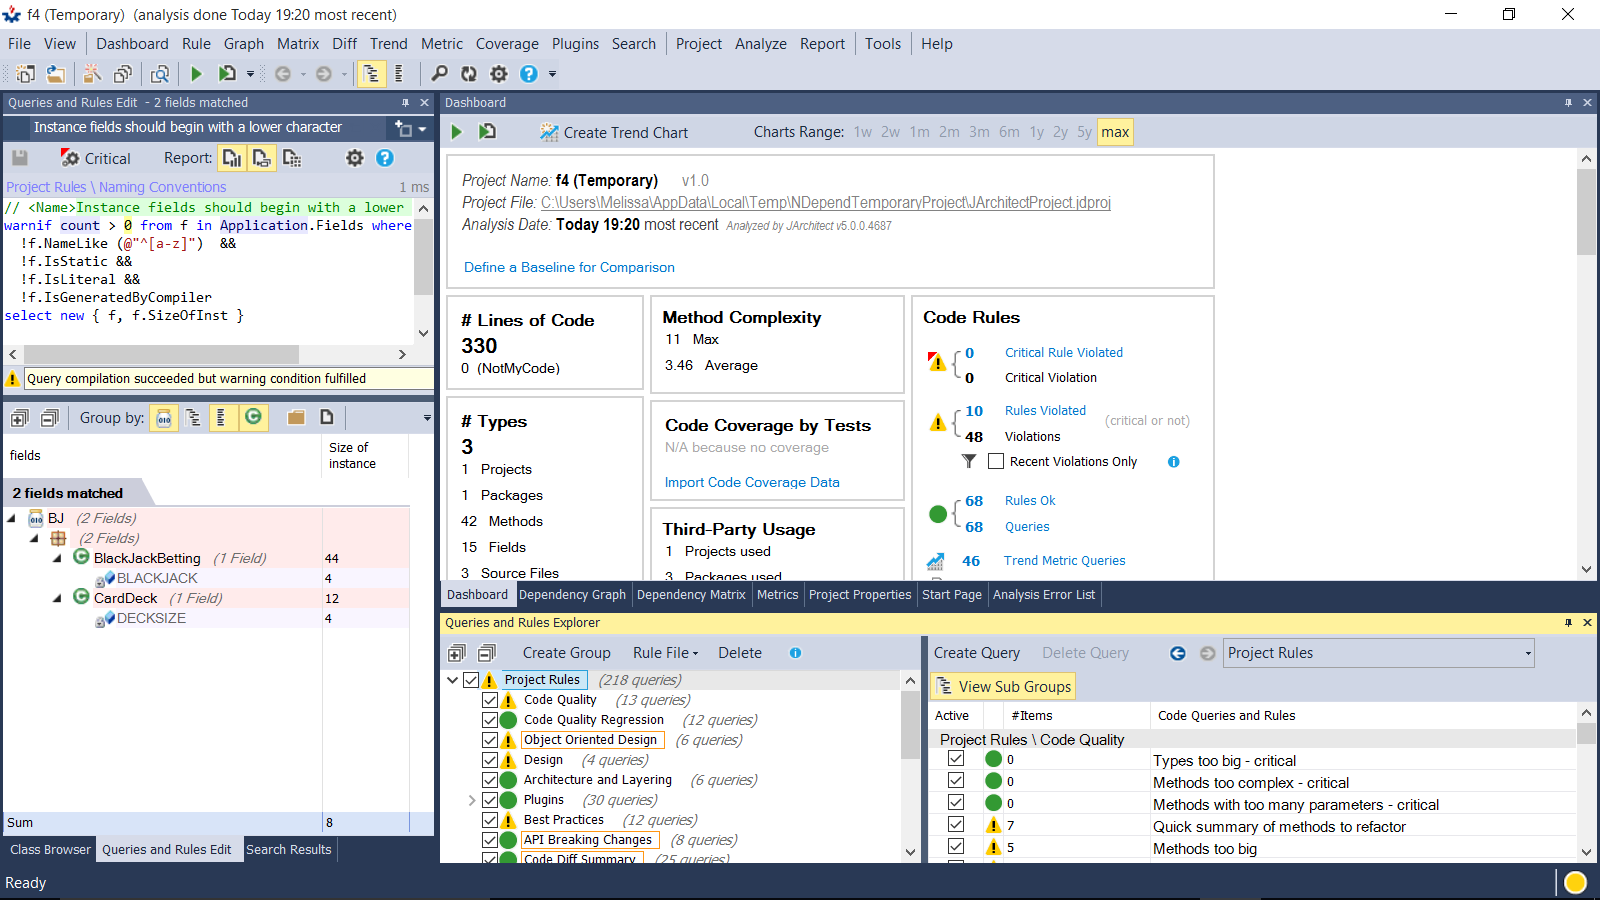 f4 (Temporary)  (analysis done Today 19:20 most recent)
File View Dashboard Rule Graph Matrix Diff Trend Metric Coverage Plugins Search Project Analyze Report Tools Help
Queries and Rules Edit  - 2 fields matched
Instance fields should begin with a lower character
Critical Report:
Project Rules \ Naming Conventions 1 ms
// <Name>Instance fields should begin with a lower
warnif count > 0 from f in Application.Fields where
!f.NameLike (@"^[a-z]")  &&
!f.IsStatic &&
!f.IsLiteral &&
!f.IsGeneratedByCompiler
select new { f, f.SizeOfInst }
Query compilation succeeded but warning condition fulfilled
Group by:
fields Size of instance
2 fields matched
BJ (2 Fields)
(2 Fields)
BlackJackBetting (1 Field) 44
BLACKJACK 4
CardDeck (1 Field) 12
DECKSIZE 4
Sum 8
Class Browser Queries and Rules Edit Search Results
Dashboard
Create Trend Chart Charts Range: 1w 2w 1m 2m 3m 6m 1y 2y 5y max
Project Name: f4 (Temporary) v1.0
Project File: C:\Users\Melissa\AppData\Local\Temp\NDependTemporaryProject\JArchitectProject.jdproj
Analysis Date: Today 19:20 most recent Analyzed by JArchitect v5.0.0.4687
Define a Baseline for Comparison
# Lines of Code
330
0 (NotMyCode)
# Types
3
1 Projects
1 Packages
42 Methods
15 Fields
3 Source Files
Method Complexity
11 Max
3.46 Average
Code Coverage by Tests
N/A because no coverage
Import Code Coverage Data
Third-Party Usage
1 Projects used
3 Packages used
Code Rules
0 Critical Rule Violated
0 Critical Violation
10 Rules Violated
48 Violations
(critical or not)
Recent Violations Only
68 Rules Ok
68 Queries
46 Trend Metric Queries
Dashboard Dependency Graph Dependency Matrix Metrics Project Properties Start Page Analysis Error List
Queries and Rules Explorer
Create Group Rule File Delete
Project Rules (218 queries)
Code Quality (13 queries)
Code Quality Regression (12 queries)
Object Oriented Design (6 queries)
Design (4 queries)
Architecture and Layering (6 queries)
Plugins (30 queries)
Best Practices (12 queries)
API Breaking Changes (8 queries)
Code Diff Summary (25 queries)
Create Query Delete Query Project Rules
View Sub Groups
Active #Items Code Queries and Rules
Project Rules \ Code Quality
0 Types too big - critical
0 Methods too complex - critical
0 Methods with too many parameters - critical
7 Quick summary of methods to refactor
5 Methods too big
Ready